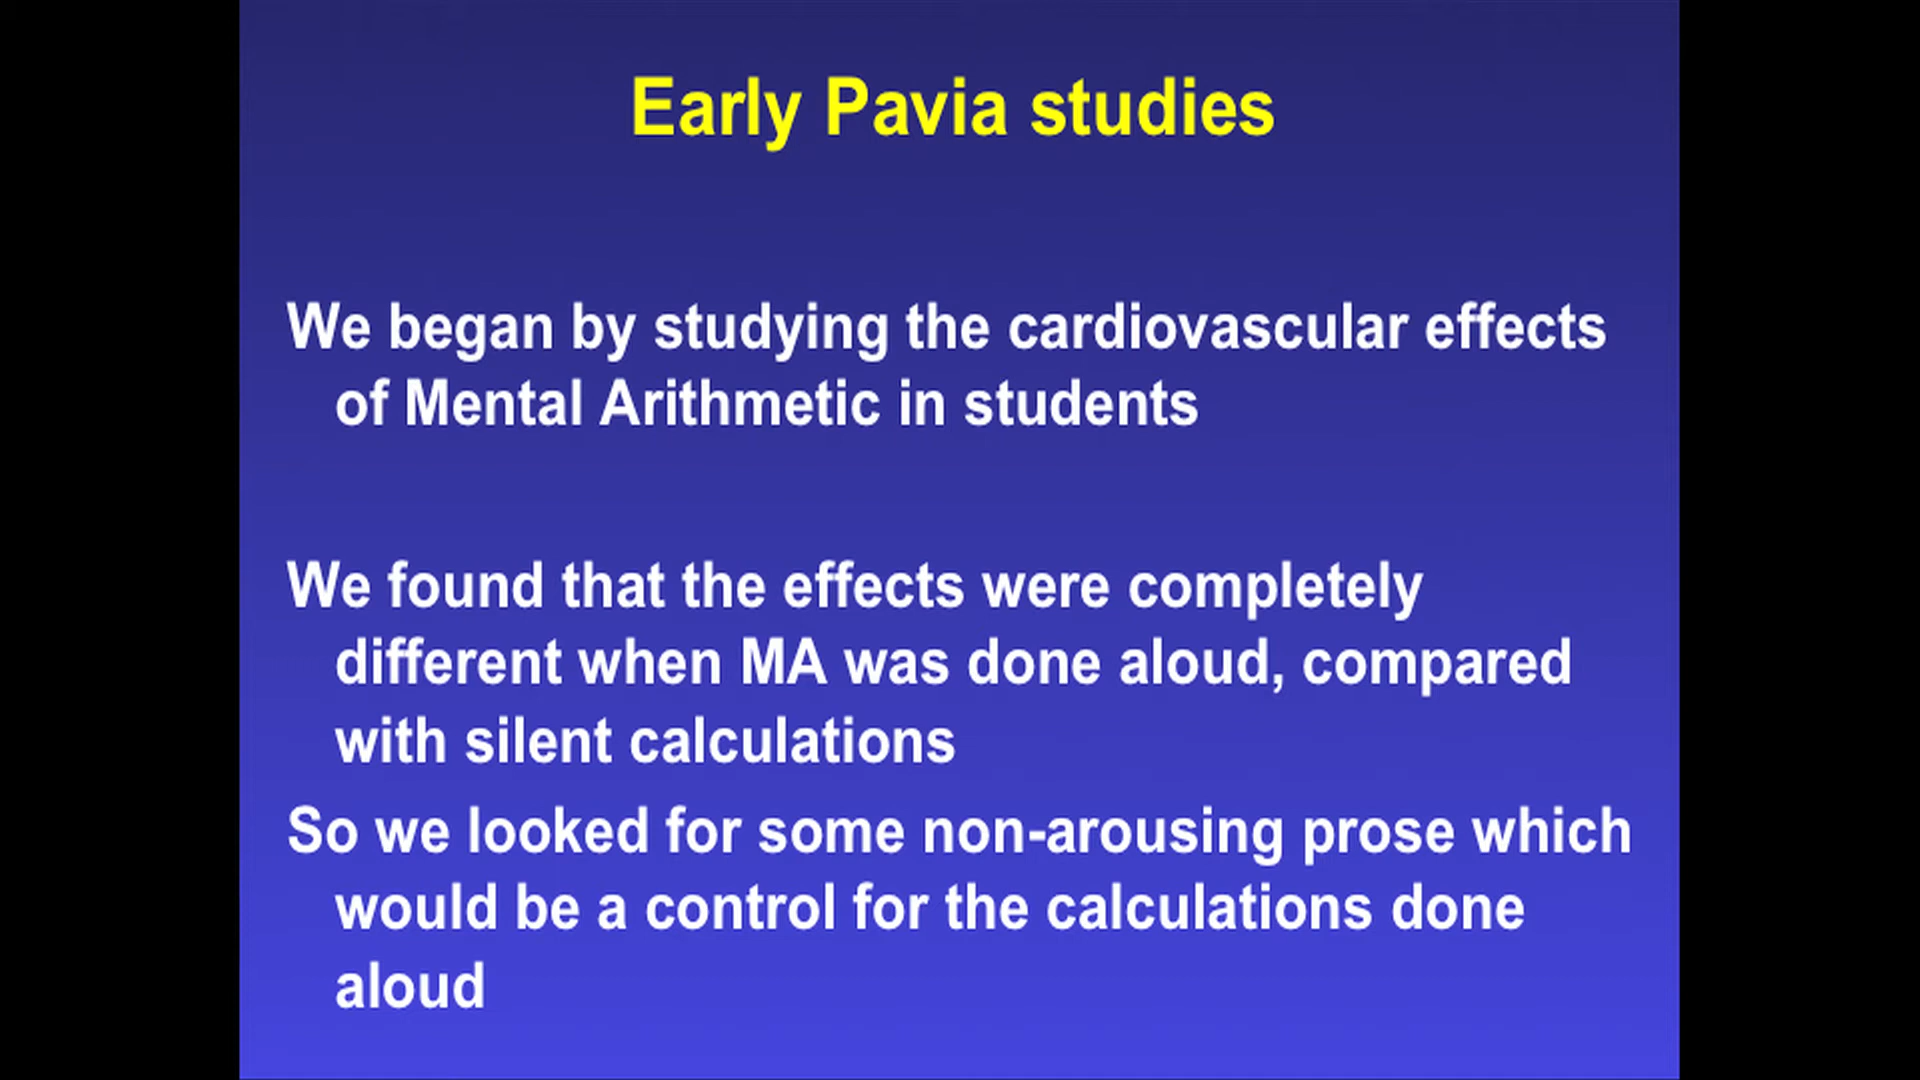 Early Pavia studies
We began by studying the cardiovascular effects
of Mental Arithmetic in students
We found that the effects were completely
different when MA was done aloud, compared
with silent calculations
So we looked for some non-arousing prose which
would be a control for the calculations done
aloud